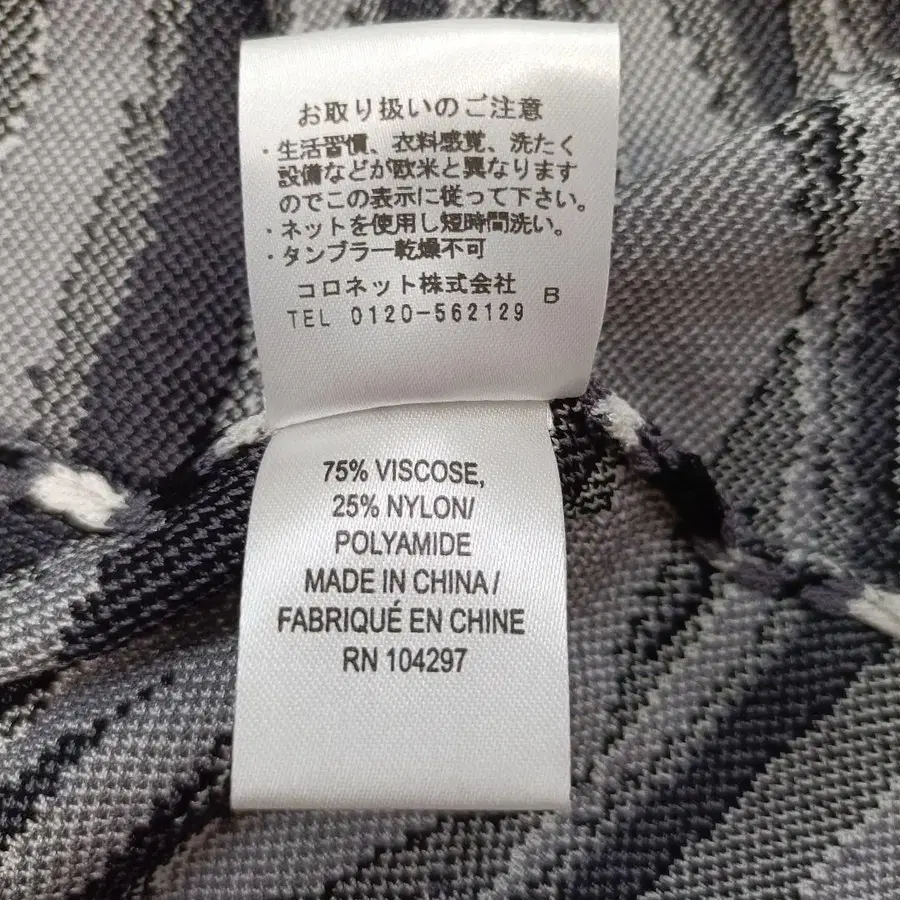 お取り扱いのご注意
・生活習慣、衣料感覚、洗たく
設備などが欧米と異なります
のでこの表示に従って下さい。
・ネットを使用し短時間洗い。
・タンブラー乾燥不可
コロネット株式会社 B
TEL 0120-562129
75% VISCOSE,
25% NYLON/
POLYAMIDE
MADE IN CHINA/
FABRIQUÉ EN CHINE
RN 104297